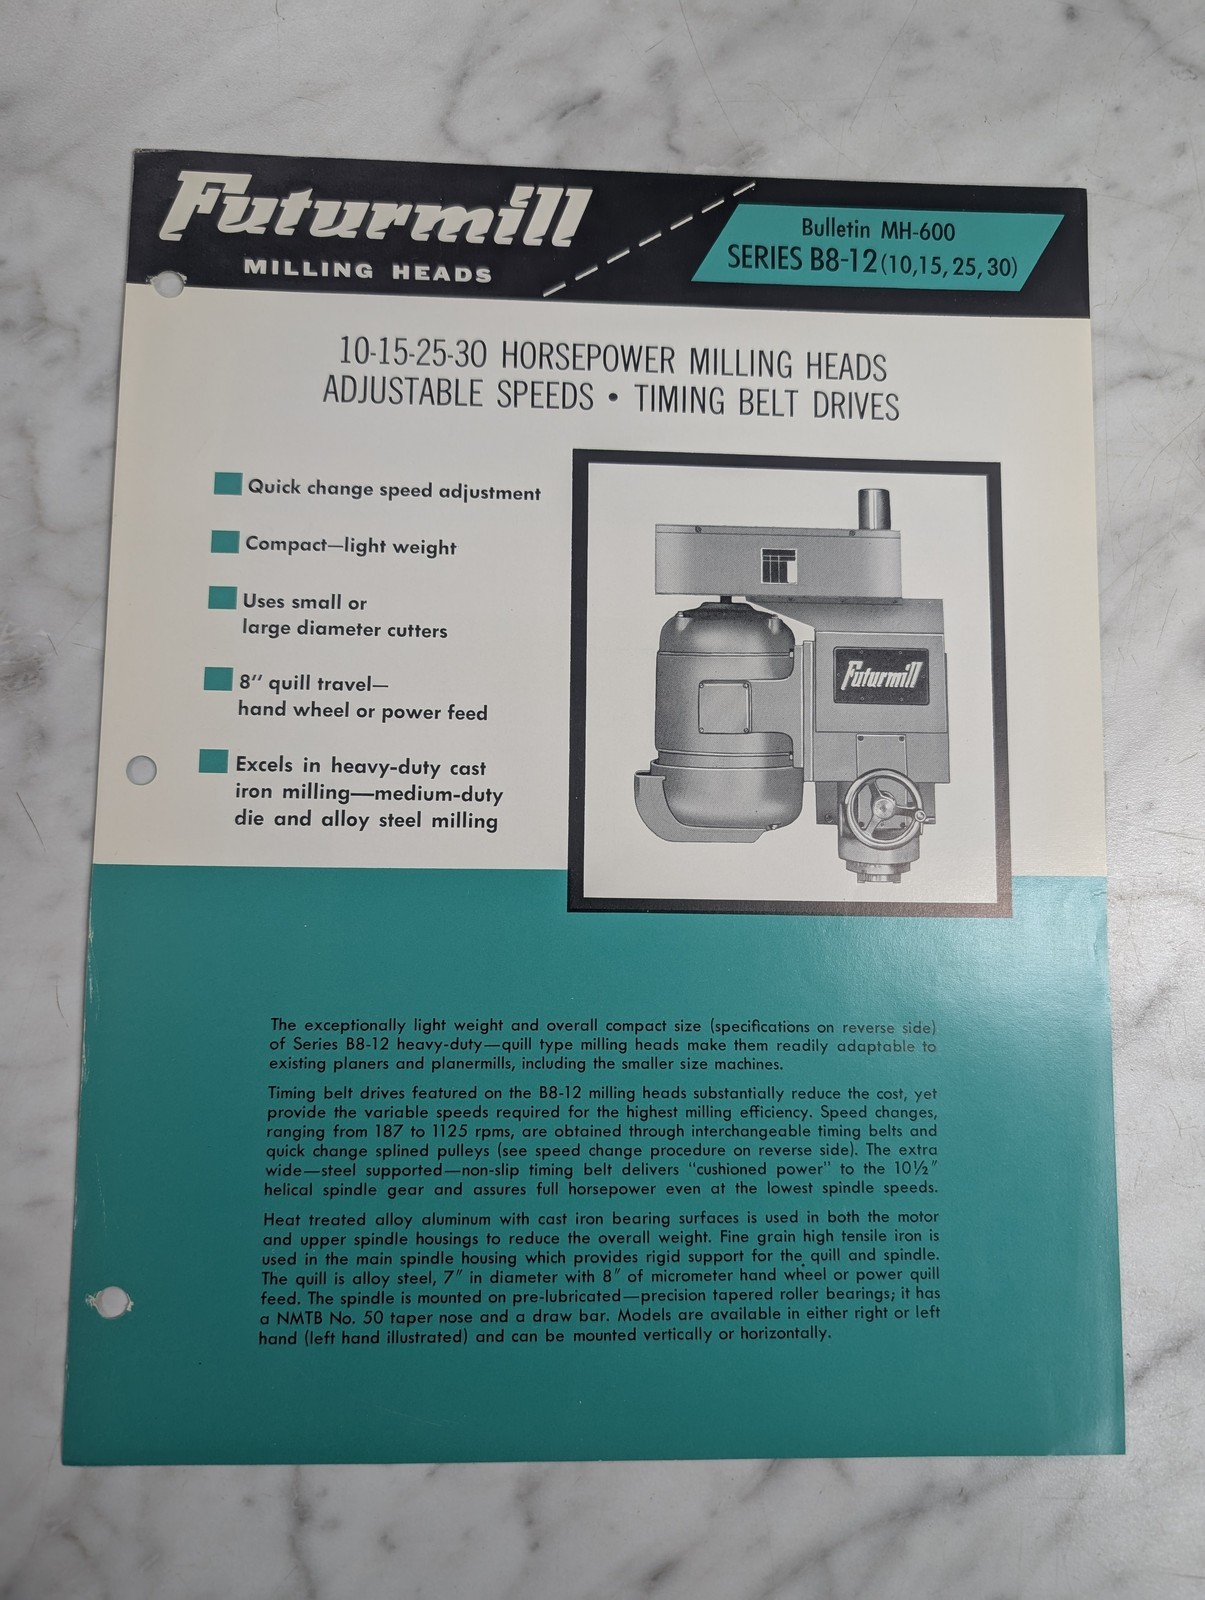 Futurmill
MILLING HEADS
Bulletin MH-600
SERIES B8-12 (10, 15, 25, 30)
10-15-25-30 HORSEPOWER MILLING HEADS
ADJUSTABLE SPEEDS • TIMING BELT DRIVES
Quick change speed adjustment
Compact—light weight
Uses small or
large diameter cutters
8″ quill travel—
hand wheel or power feed
Excels in heavy-duty cast
iron milling—medium-duty
die and alloy steel milling
Futurmill
The exceptionally light weight and overall compact size (specifications on reverse side)
of Series B8-12 heavy-duty—quill type milling heads make them readily adaptable to
existing planers and planermills, including the smaller size machines.
Timing belt drives featured on the B8-12 milling heads substantially reduce the cost, yet
provide the variable speeds required for the highest milling efficiency. Speed changes,
ranging from 187 to 1125 rpms, are obtained through interchangeable timing belts and
quick change splined pulleys (see speed change procedure on reverse side). The extra
wide—steel supported—non-slip timing belt delivers "cushioned power" to the 10½″
helical spindle gear and assures full horsepower even at the lowest spindle speeds.
Heat treated alloy aluminum with cast iron bearing surfaces is used in both the motor
and upper spindle housings to reduce the overall weight. Fine grain high tensile iron is
used in the main spindle housing which provides rigid support for the quill and spindle.
The quill is alloy steel, 7″ in diameter with 8″ of micrometer hand wheel or power quill
feed. The spindle is mounted on pre-lubricated—precision tapered roller bearings; it has
a NMTB No. 50 taper nose and a draw bar. Models are available in either right or left
hand (left hand illustrated) and can be mounted vertically or horizontally.